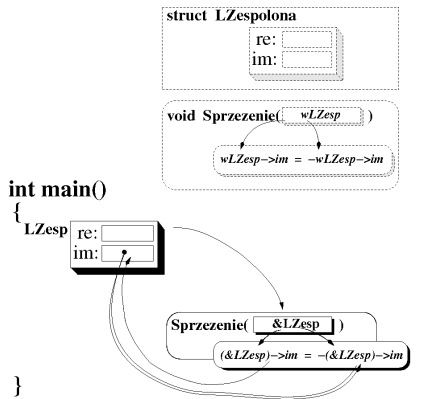 struct LZespolona
re:
im:
void Sprzezenie( wLZesp )
wLZesp->im = -wLZesp->im
int main()
{
LZesp
re:
im:
Sprzezenie( &LZesp )
(&LZesp)->im = -(&LZesp)->im
}